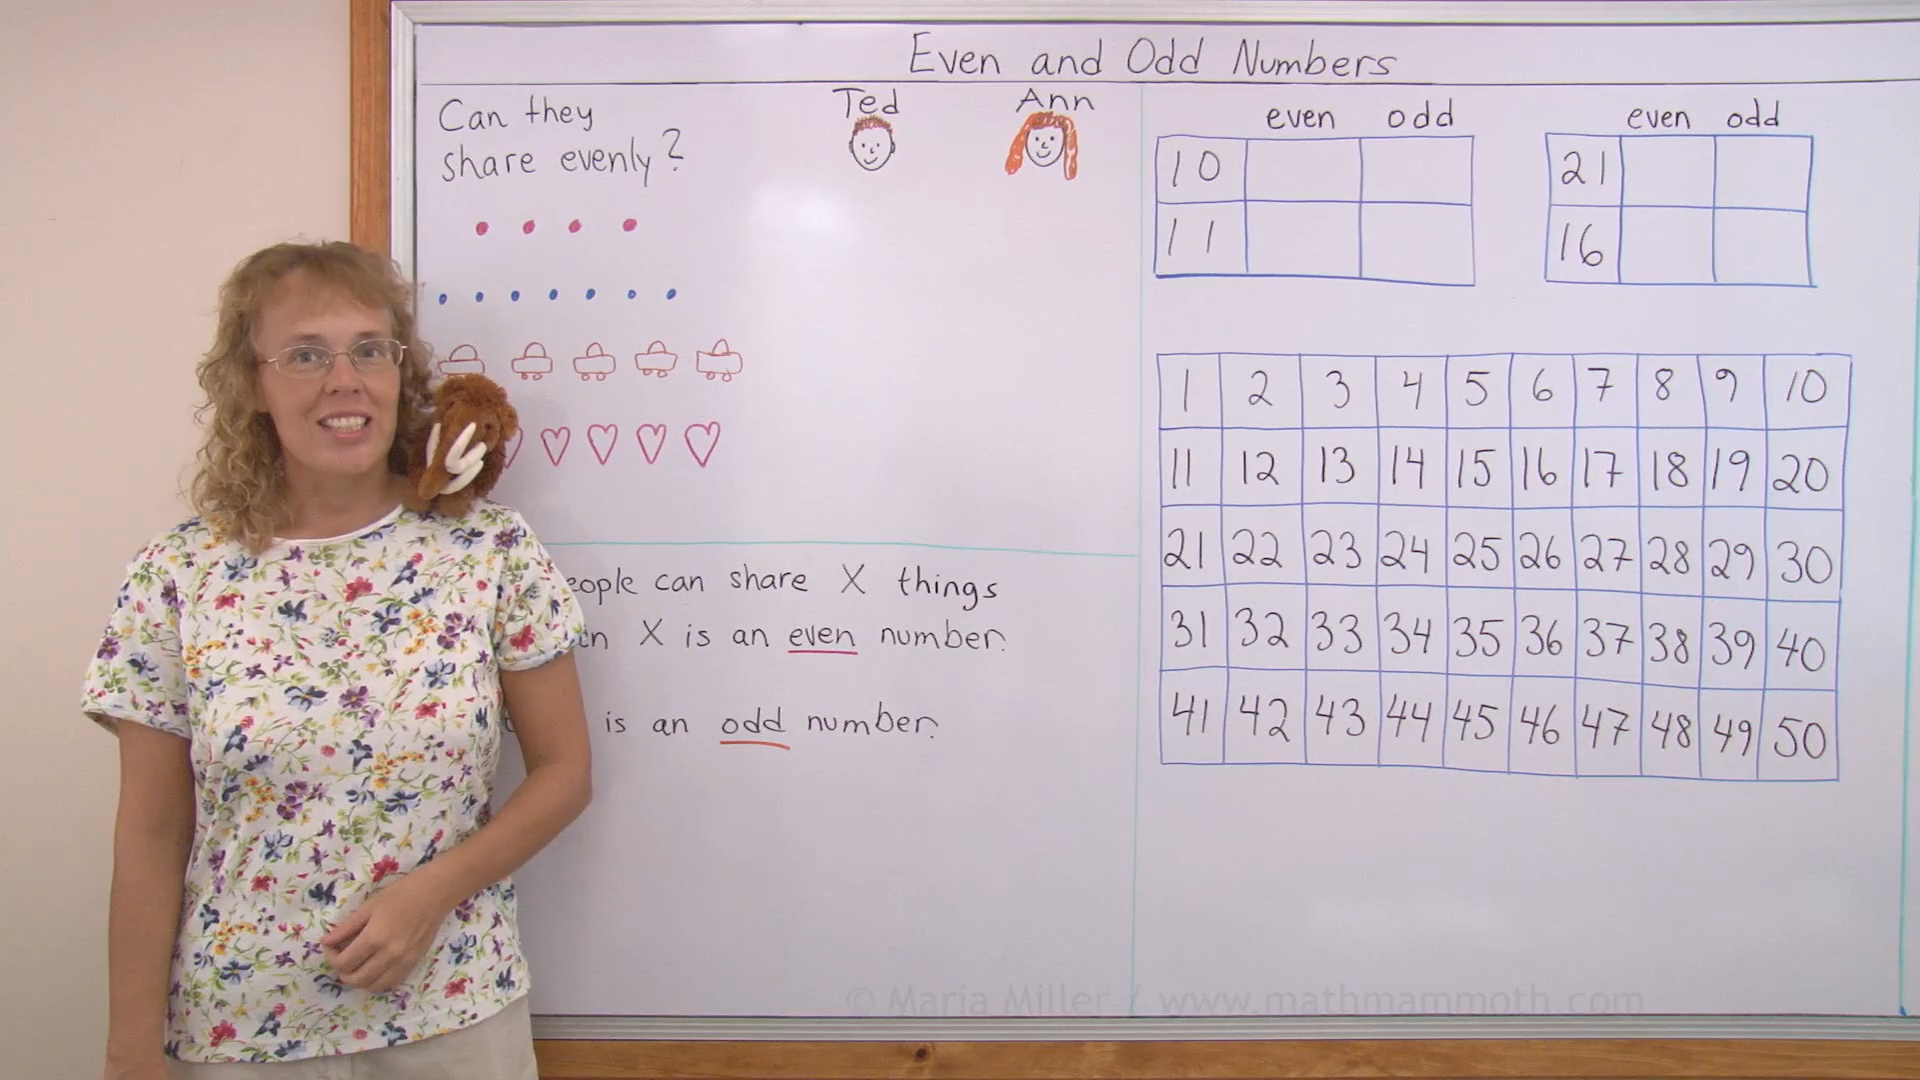 Even and Odd Numbers
Can they
share evenly?
Ted Ann
can share X things
X is an even number.
is an odd number.
even odd
10
11
even odd
21
16
1 2 3 4 5 6 7 8 9 10
11 12 13 14 15 16 17 18 19 20
21 22 23 24 25 26 27 28 29 30
31 32 33 34 35 36 37 38 39 40
41 42 43 44 45 46 47 48 49 50
© Maria Miller / www.mathmammoth.com